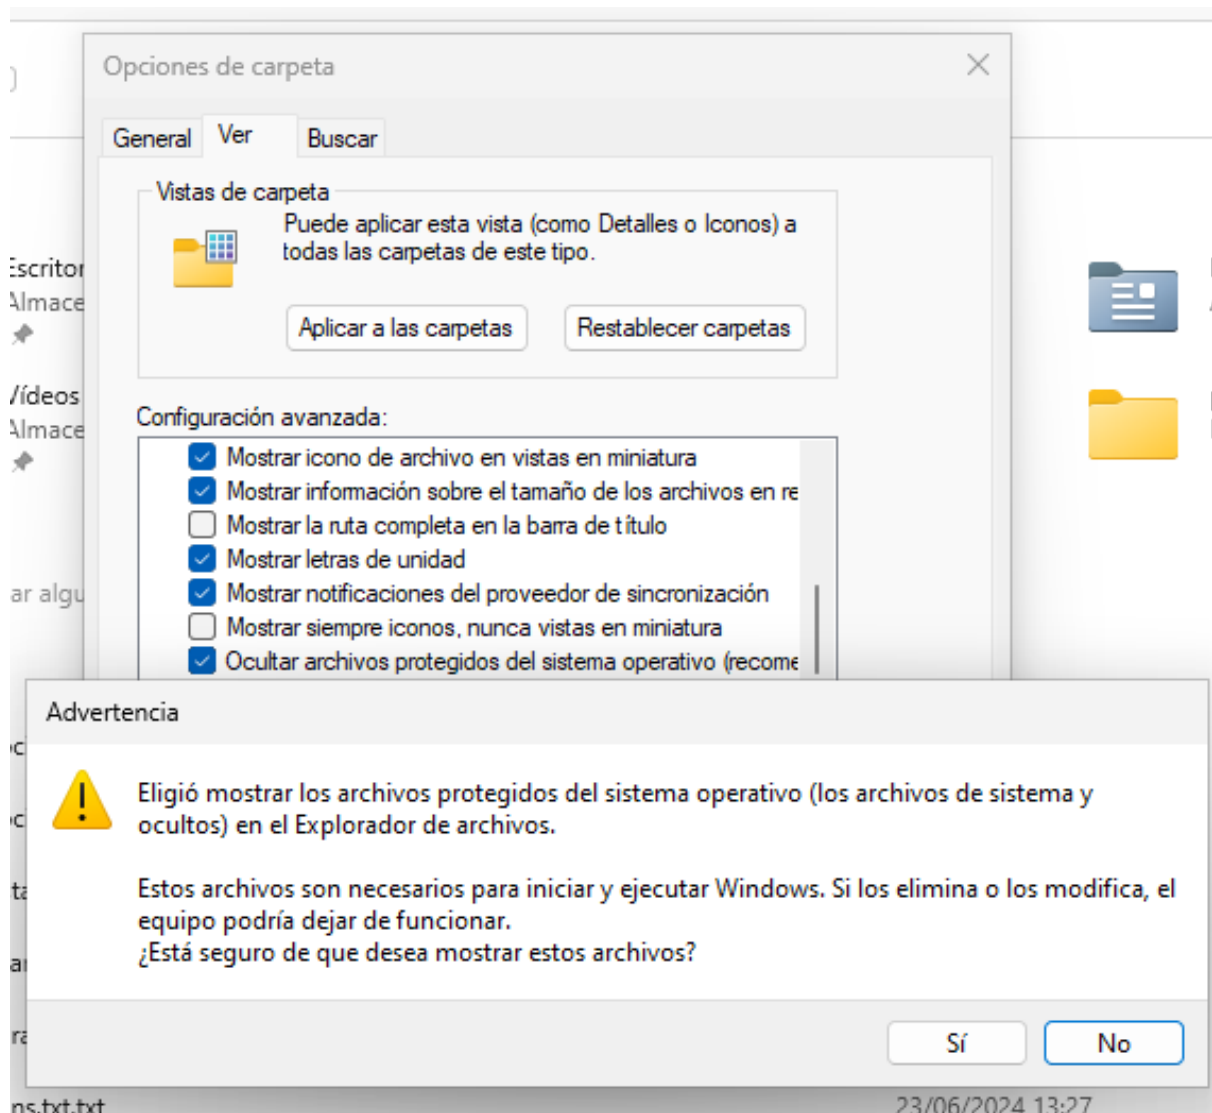 Opciones de carpeta
General Ver Buscar
Vistas de carpeta
Puede aplicar esta vista (como Detalles o Iconos) a
todas las carpetas de este tipo.
Aplicar a las carpetas Restablecer carpetas
Almace
Vídeos
Almace
Configuración avanzada:
Mostrar icono de archivo en vistas en miniatura
Mostrar información sobre el tamaño de los archivos en re
Mostrar la ruta completa en la barra de título
Mostrar letras de unidad
Mostrar notificaciones del proveedor de sincronización
Mostrar siempre iconos, nunca vistas en miniatura
Ocultar archivos protegidos del sistema operativo (recome
ar algu
Advertencia
Eligió mostrar los archivos protegidos del sistema operativo (los archivos de sistema y
ocultos) en el Explorador de archivos.
Estos archivos son necesarios para iniciar y ejecutar Windows. Si los elimina o los modifica, el
equipo podría dejar de funcionar.
¿Está seguro de que desea mostrar estos archivos?
Sí No
ns.txt.txt 23/06/2024 13:27